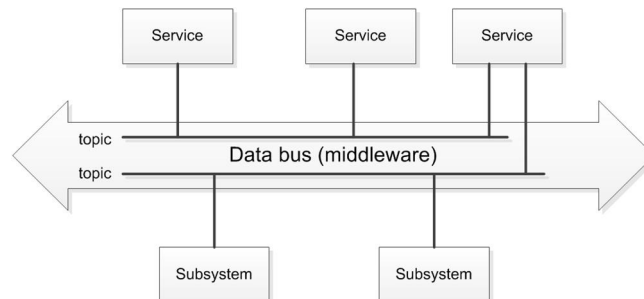 Service
Service
Service
topic
Data bus (middleware)
topic
Subsystem
Subsystem